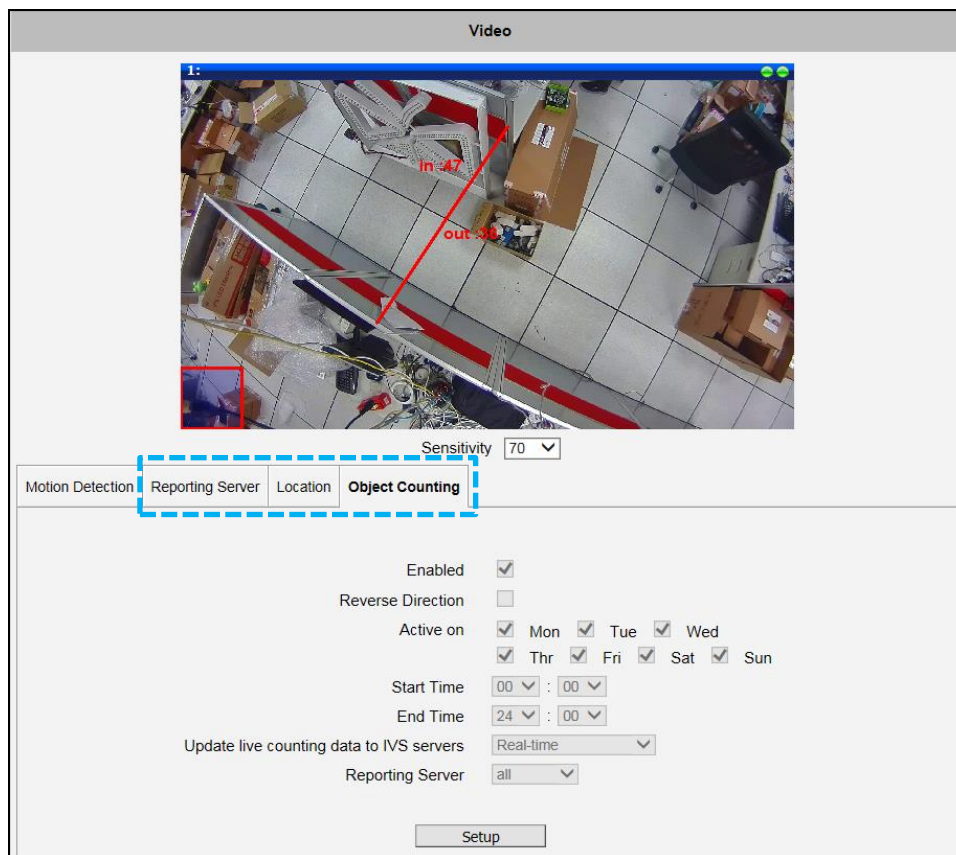 Video
1:
in :47
out :38
Sensitivity 70
Motion Detection Reporting Server Location Object Counting
Enabled
Reverse Direction
Active on Mon Tue Wed
Thr Fri Sat Sun
Start Time 00 : 00
End Time 24 : 00
Update live counting data to IVS servers Real-time
Reporting Server all
Setup